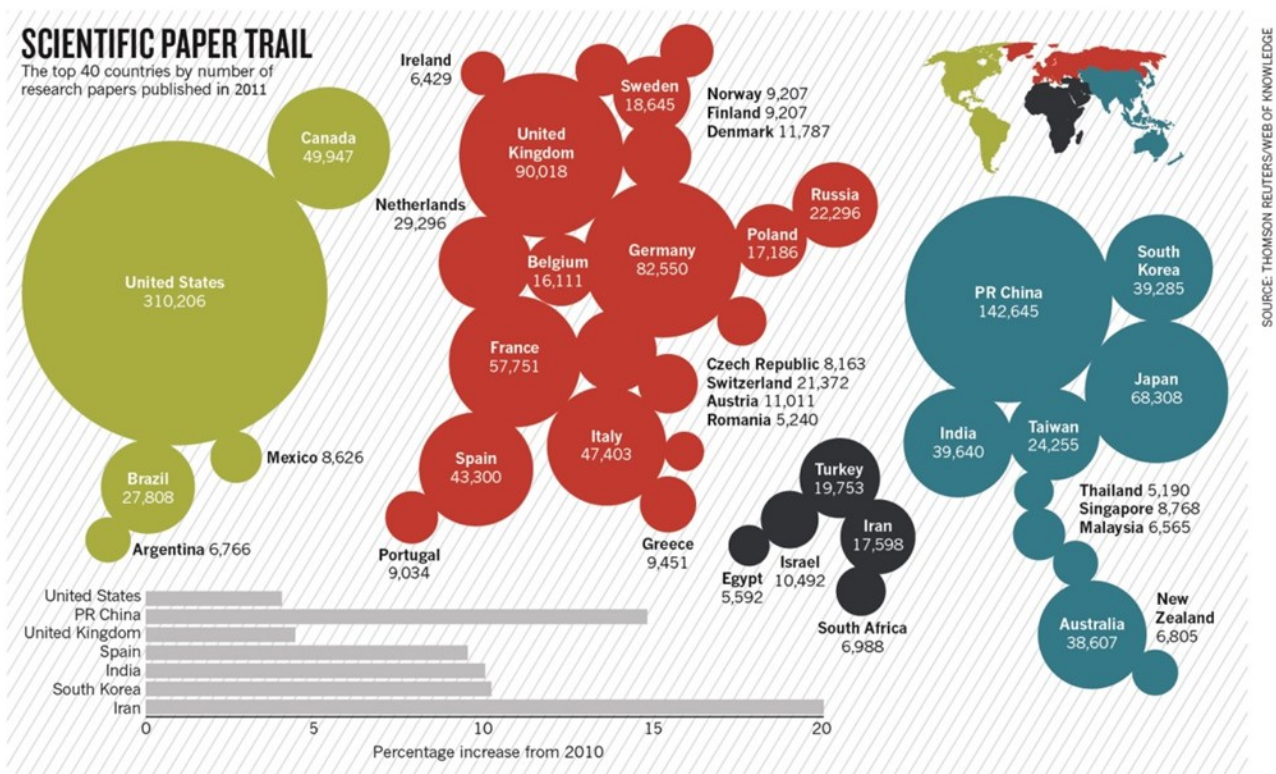 SCIENTIFIC PAPER TRAIL
The top 40 countries by number of
research papers published in 2011
Canada
49,947
United States
310,206
Brazil
27,808
Mexico 8,626
Argentina 6,766
Ireland
6,429
United
Kingdom
90,018
Sweden
18,645
Norway 9,207
Finland 9,207
Denmark 11,787
Netherlands
29,296
Belgium
16,111
Germany
82,550
Poland
17,186
Russia
22,296
France
57,751
Czech Republic 8,163
Switzerland 21,372
Austria 11,011
Romania 5,240
Spain
43,300
Italy
47,403
Portugal
9,034
Greece
9,451
Turkey
19,753
Iran
17,598
Israel
10,492
Egypt
5,592
South Africa
6,988
PR China
142,645
South
Korea
39,285
Japan
68,308
India
39,640
Taiwan
24,255
Thailand 5,190
Singapore 8,768
Malaysia 6,565
Australia
38,607
New
Zealand
6,805
United States
PR China
United Kingdom
Spain
India
South Korea
Iran
0 5 10 15 20
Percentage increase from 2010
SOURCE: THOMSON REUTERS/WEB OF KNOWLEDGE